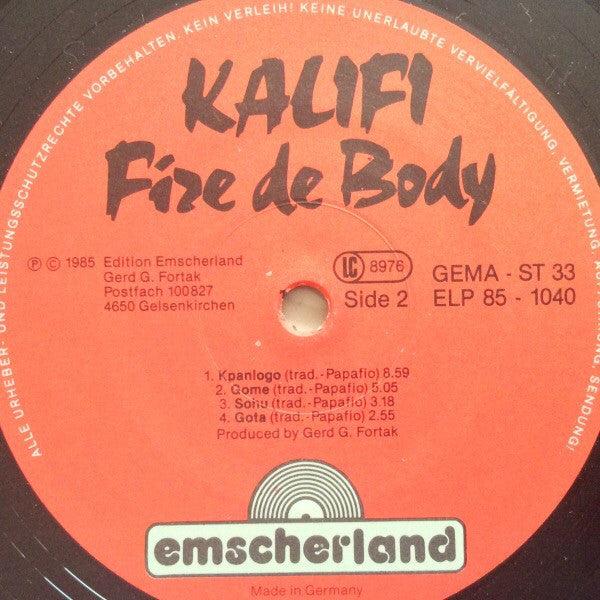 ALLE URHEBER- UND LEISTUNGSSCHUTZRECHTE VORBEHALTEN. KEIN VERLEIH! KEINE UNERLAUBTE VERVIELFÄLTIGUNG, VERMIETUNG, AUFFÜHRUNG, SENDUNG!
KALIFI
Fire de Body
Ⓟ © 1985 Edition Emscherland
Gerd G. Fortak
Postfach 100827
4650 Gelsenkirchen
LC 8976
Side 2
GEMA - ST 33
ELP 85 - 1040
1. Kpanlogo (trad.-Papafio) 8.59
2. Gome (trad.-Papafio) 5.05
3. Sohu (trad.-Papafio) 3.18
4. Gota (trad.-Papafio) 2.55
Produced by Gerd G. Fortak
emscherland
Made in Germany